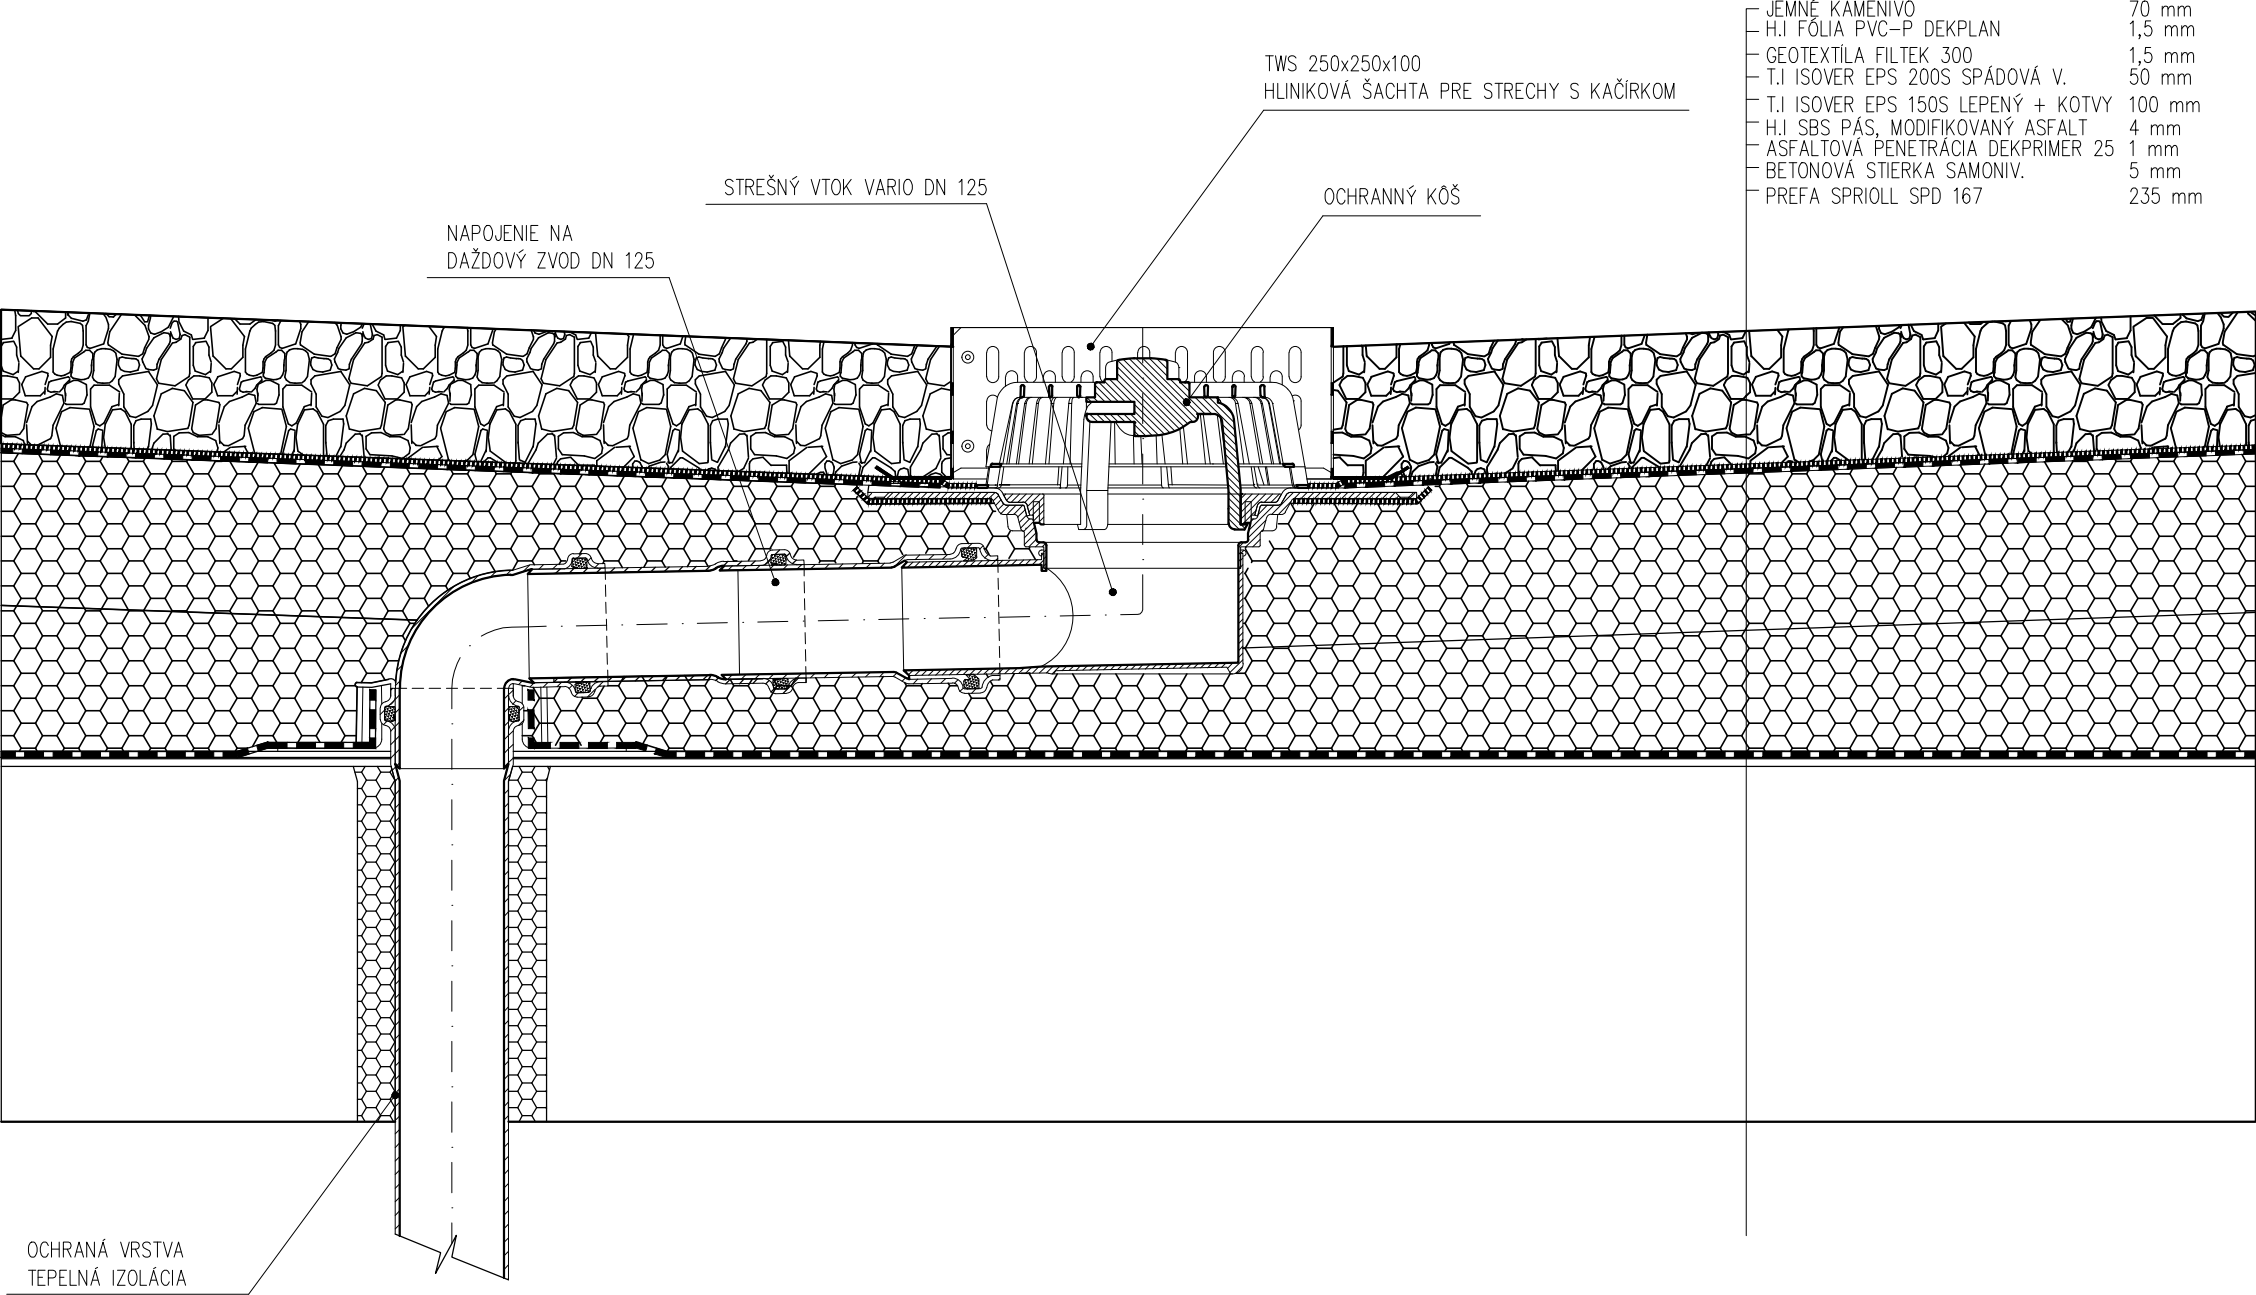 JEMNÉ KAMENIVO 70 mm
H.I FÓLIA PVC-P DEKPLAN 1,5 mm
GEOTEXTÍLA FILTEK 300 1,5 mm
T.I ISOVER EPS 200S SPÁDOVÁ V. 50 mm
T.I ISOVER EPS 150S LEPENÝ + KOTVY 100 mm
H.I SBS PÁS, MODIFIKOVANÝ ASFALT 4 mm
ASFALTOVÁ PENETRÁCIA DEKPRIMER 25 1 mm
BETONOVÁ STIERKA SAMONIV. 5 mm
PREFA SPRIOLL SPD 167 235 mm
TWS 250x250x100
HLINIKOVÁ ŠACHTA PRE STRECHY S KAČÍRKOM
STREŠNÝ VTOK VARIO DN 125
OCHRANNÝ KÔŠ
NAPOJENIE NA
DAŽDOVÝ ZVOD DN 125
OCHRANÁ VRSTVA
TEPELNÁ IZOLÁCIA